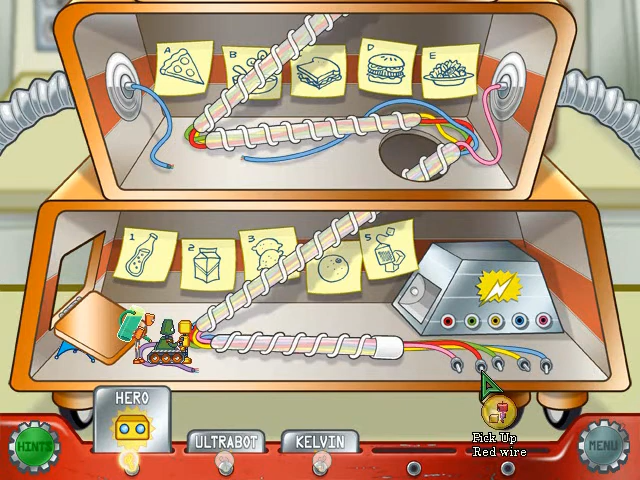 A
B
D
E
1
2
3
5
HERO
ULTRABOT
KELVIN
HINTS
MENU
Pick Up
Red wire